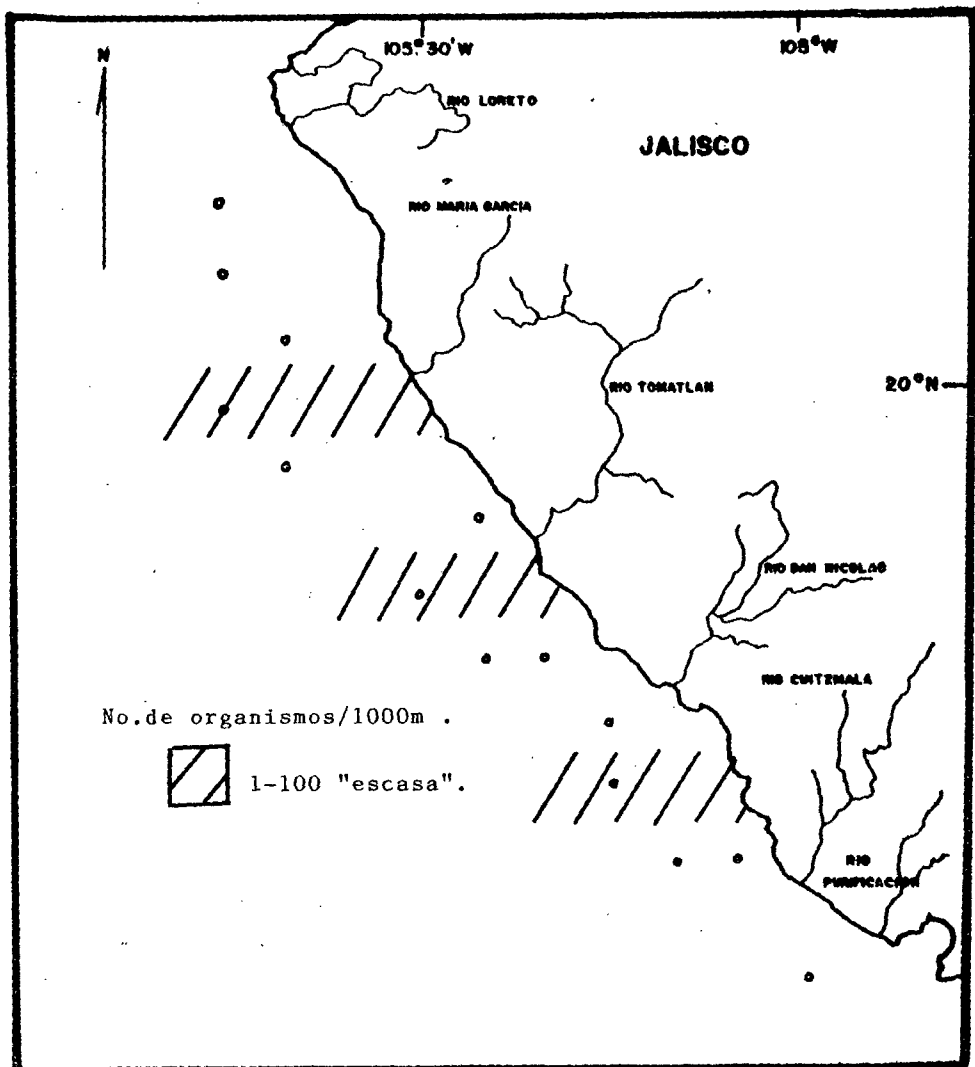 N
105°30'W
105°W
RIO LORETO
JALISCO
RIO MARIA GARCIA
20°N
RIO TOMATLAN
RIO SAN NICOLAS
RIO CUITZMALA
No.de organismos/1000m .
1-100 "escasa".
RIO
PURIFICACION